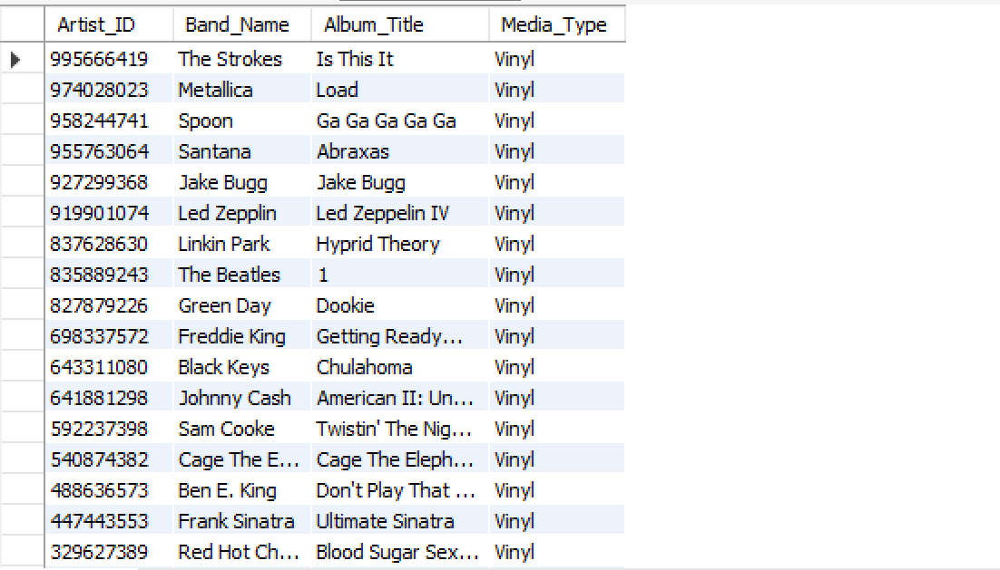 Artist_ID Band_Name Album_Title Media_Type
995666419 The Strokes Is This It Vinyl
974028023 Metallica Load Vinyl
958244741 Spoon Ga Ga Ga Ga Ga Vinyl
955763064 Santana Abraxas Vinyl
927299368 Jake Bugg Jake Bugg Vinyl
919901074 Led Zepplin Led Zeppelin IV Vinyl
837628630 Linkin Park Hyprid Theory Vinyl
835889243 The Beatles 1 Vinyl
827879226 Green Day Dookie Vinyl
698337572 Freddie King Getting Ready... Vinyl
643311080 Black Keys Chulahoma Vinyl
641881298 Johnny Cash American II: Un... Vinyl
592237398 Sam Cooke Twistin' The Nig... Vinyl
540874382 Cage The E... Cage The Eleph... Vinyl
488636573 Ben E. King Don't Play That ... Vinyl
447443553 Frank Sinatra Ultimate Sinatra Vinyl
329627389 Red Hot Ch... Blood Sugar Sex... Vinyl